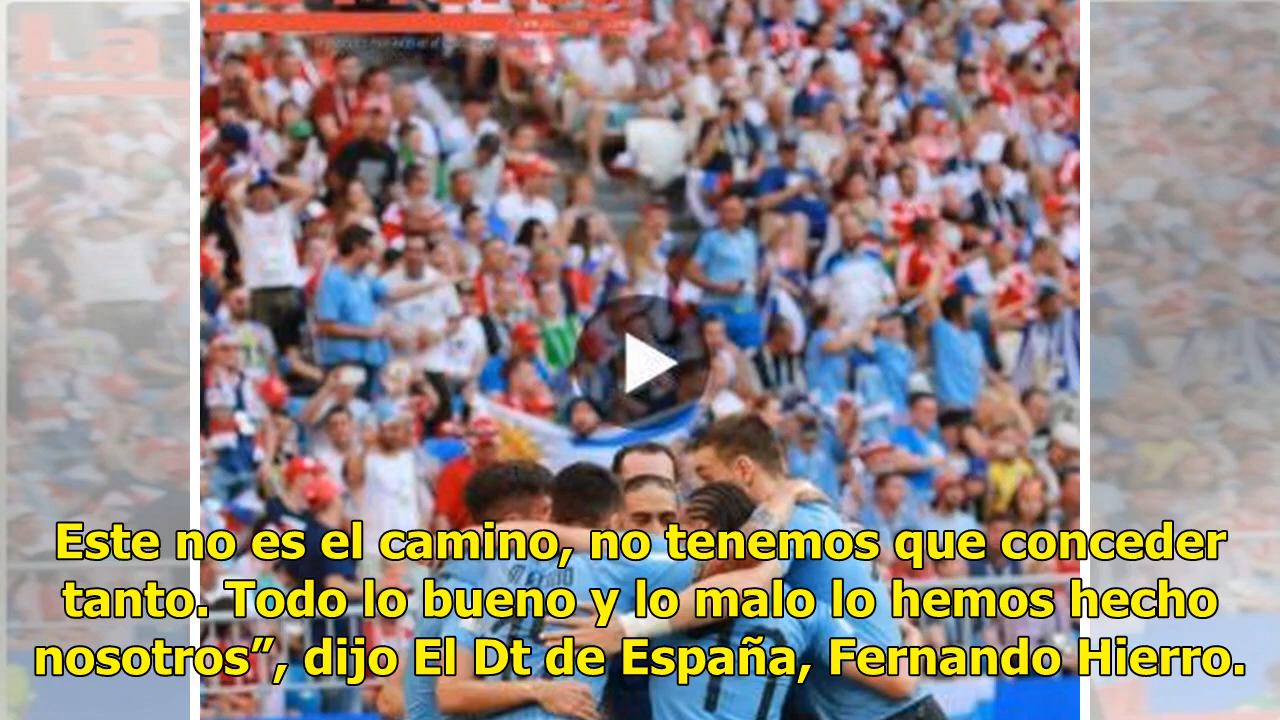 La
Este no es el camino, no tenemos que conceder
tanto. Todo lo bueno y lo malo lo hemos hecho
nosotros”, dijo El Dt de España, Fernando Hierro.